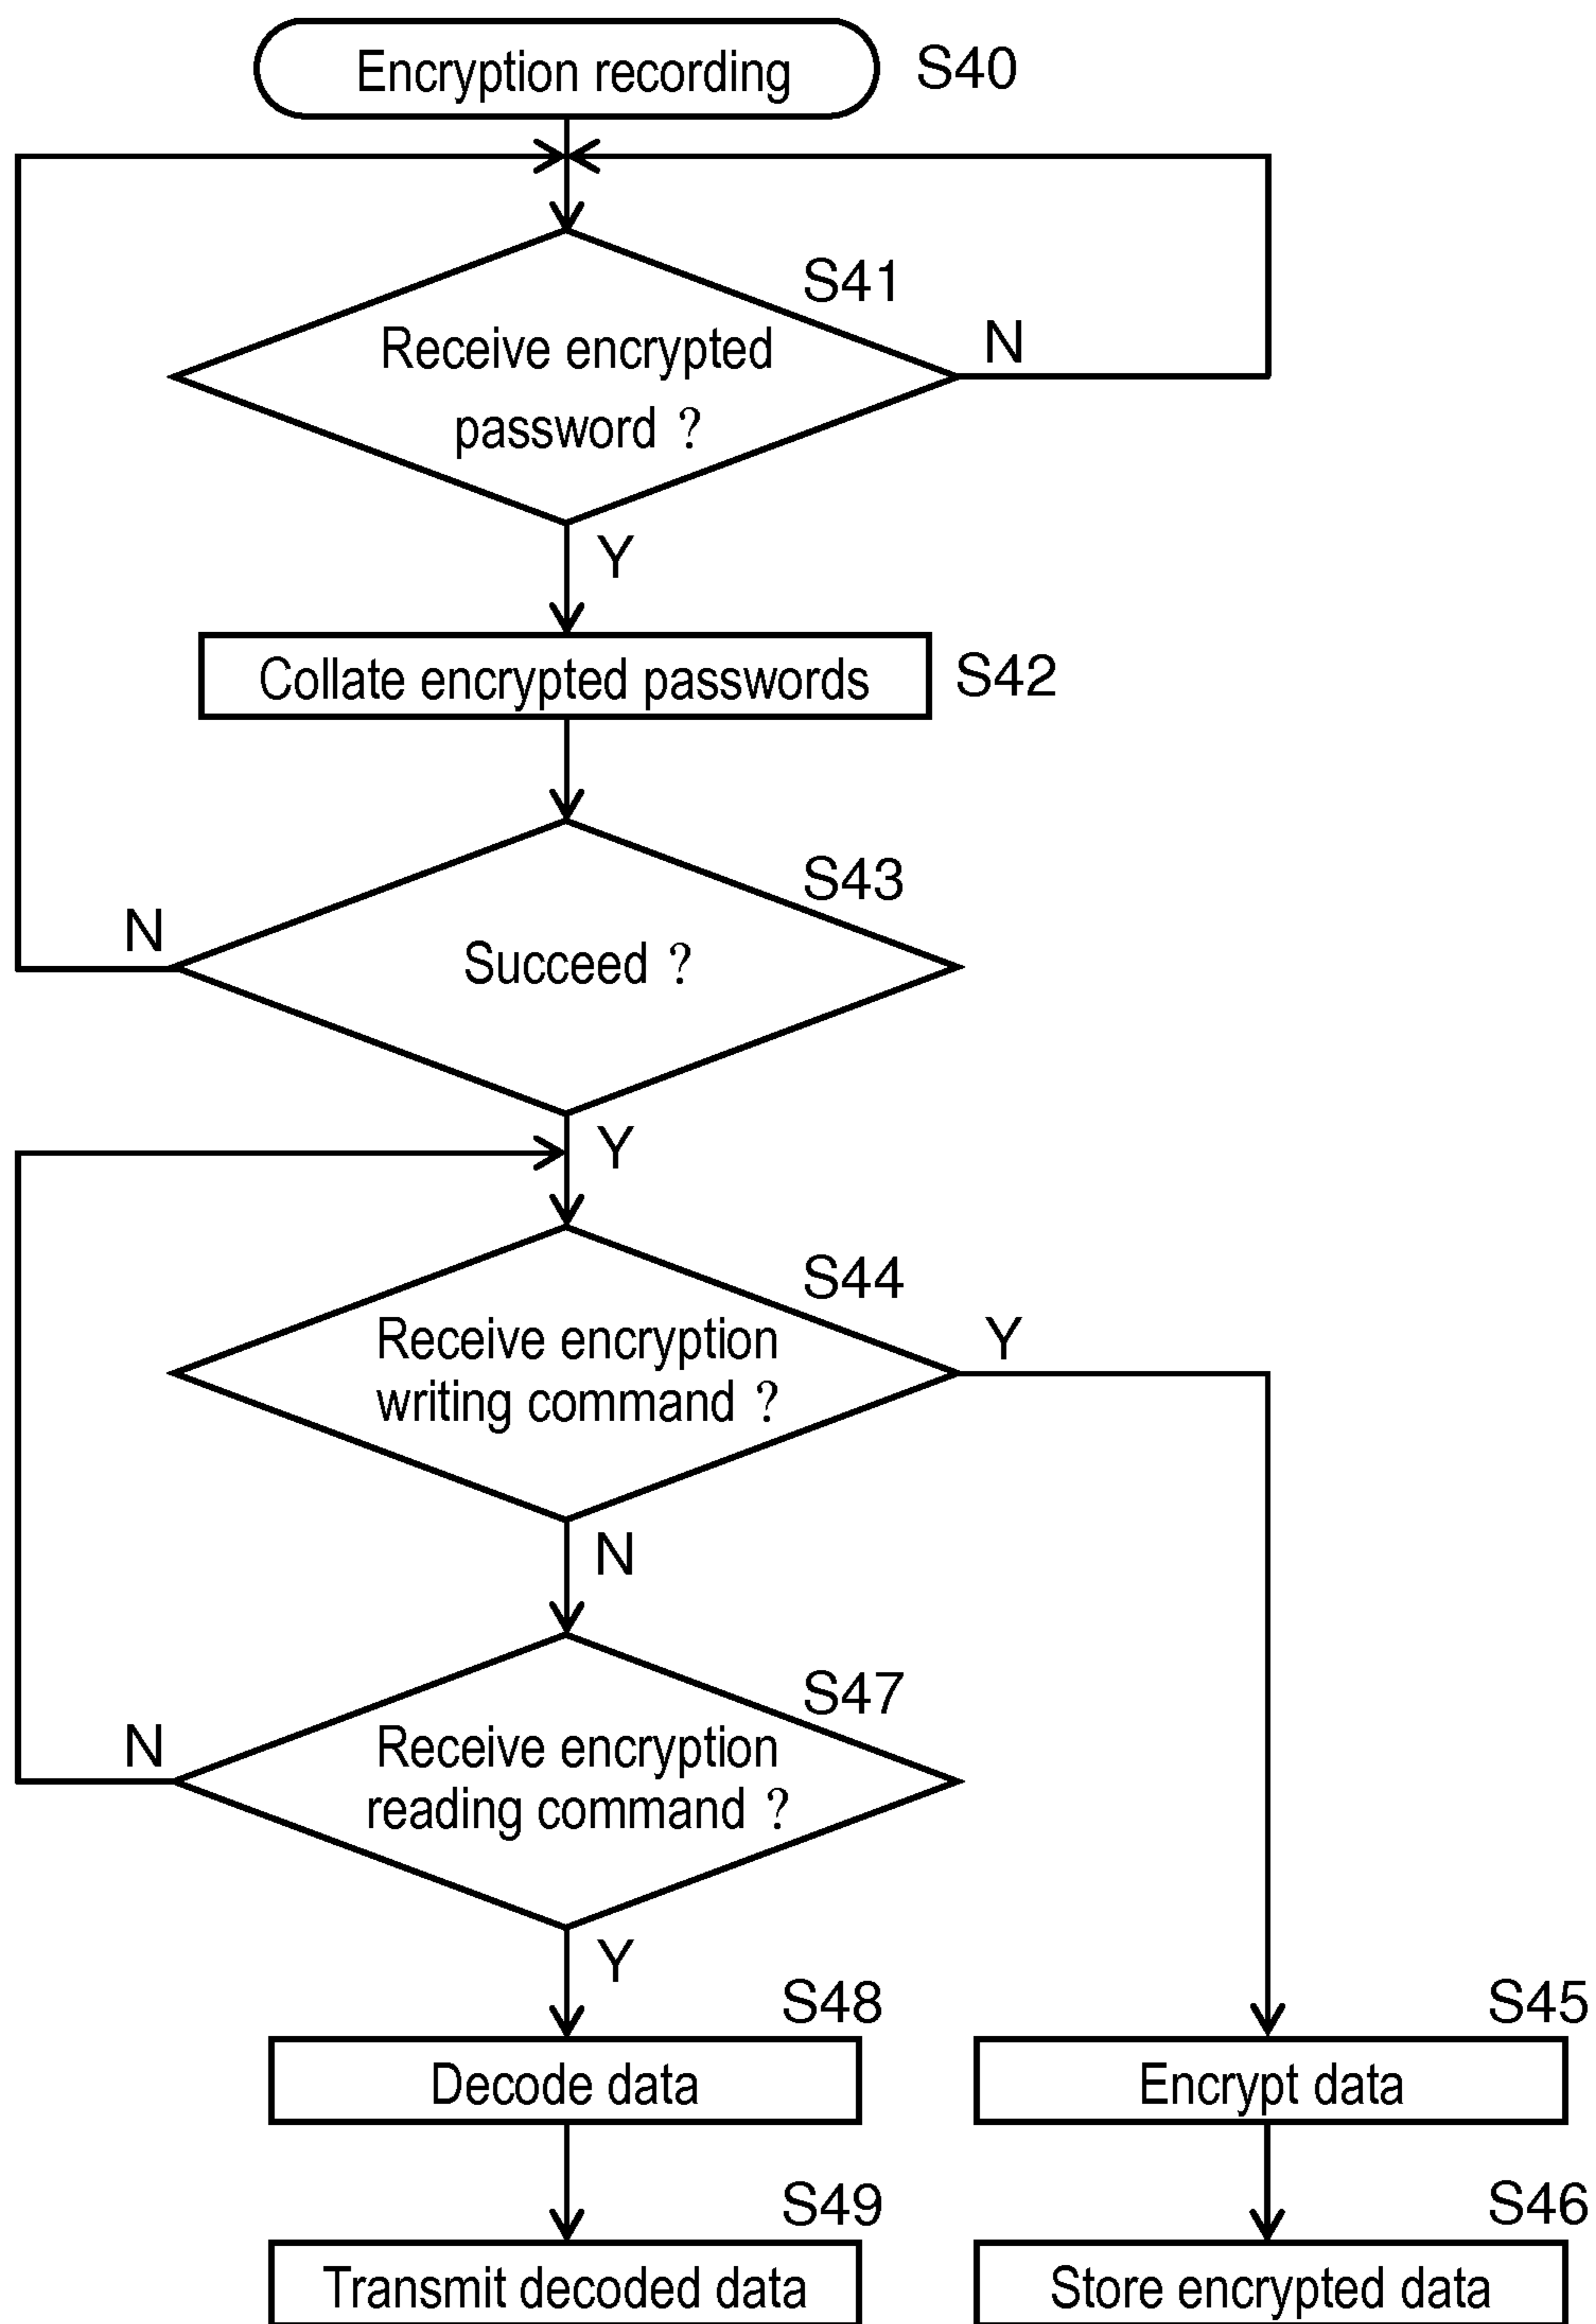 Encryption recording S40
S41
Receive encrypted N
password ?
Y
Collate encrypted passwords S42
S43
N
Succeed ?
Y
S44
Receive encryption Y
writing command ?
N
S47
N Receive encryption
reading command ?
Y
S48 S45
Decode data Encrypt data
S49 S46
Transmit decoded data Store encrypted data